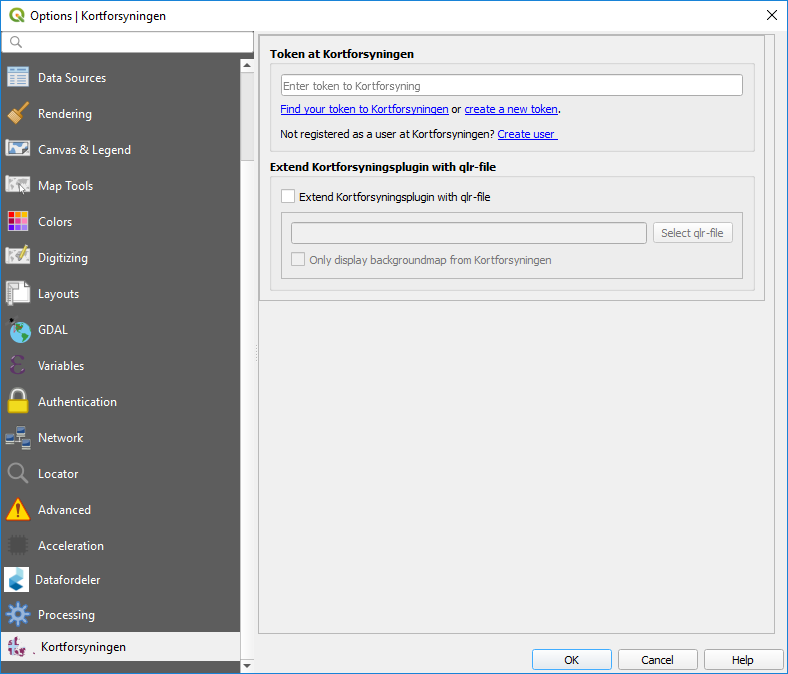 Options | Kortforsyningen
Data Sources
Rendering
Canvas & Legend
Map Tools
Colors
Digitizing
Layouts
GDAL
Variables
Authentication
Network
Locator
Advanced
Acceleration
Datafordeler
Processing
Kortforsyningen
Token at Kortforsyningen
Enter token to Kortforsyning
Find your token to Kortforsyningen or create a new token.
Not registered as a user at Kortforsyningen? Create user
Extend Kortforsyningsplugin with qlr-file
Extend Kortforsyningsplugin with qlr-file
Select qlr-file
Only display backgroundmap from Kortforsyningen
OK Cancel Help